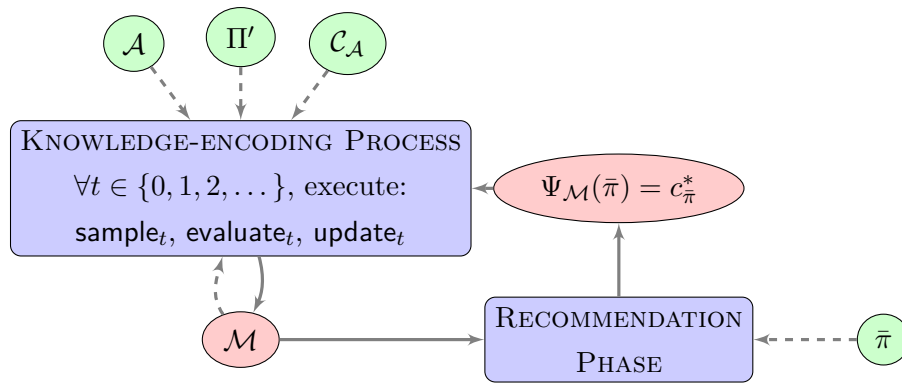 𝒜
Π′
𝒞_𝒜
KNOWLEDGE-ENCODING PROCESS
∀t ∈ {0, 1, 2, . . . }, execute:
sample_t, evaluate_t, update_t
Ψ_ℳ(π̄) = c*_π̄
ℳ
RECOMMENDATION
PHASE
π̄